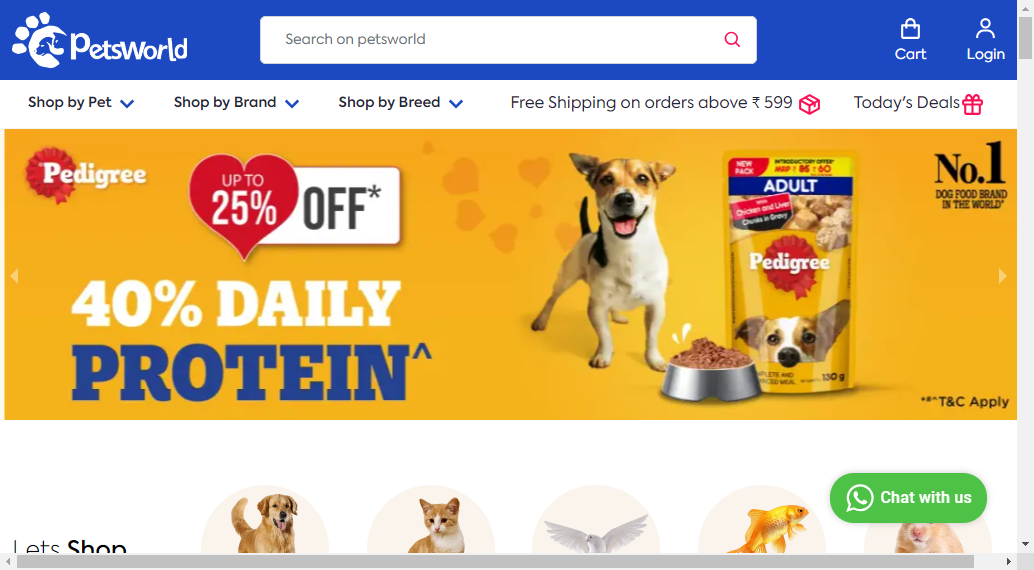 PetsWorld
Search on petsworld
Cart
Login
Shop by Pet
Shop by Brand
Shop by Breed
Free Shipping on orders above ₹ 599
Today's Deals
Pedigree
UP TO
25%
OFF*
40% DAILY
PROTEIN^
NEW
PACK
INTRODUCTORY OFFER*
ADULT
with
Chicken and Liver
Chunks in Gravy
Pedigree
130 g
No.1
DOG FOOD BRAND
IN THE WORLD*
*#^T&C Apply
Lets Shop
Chat with us